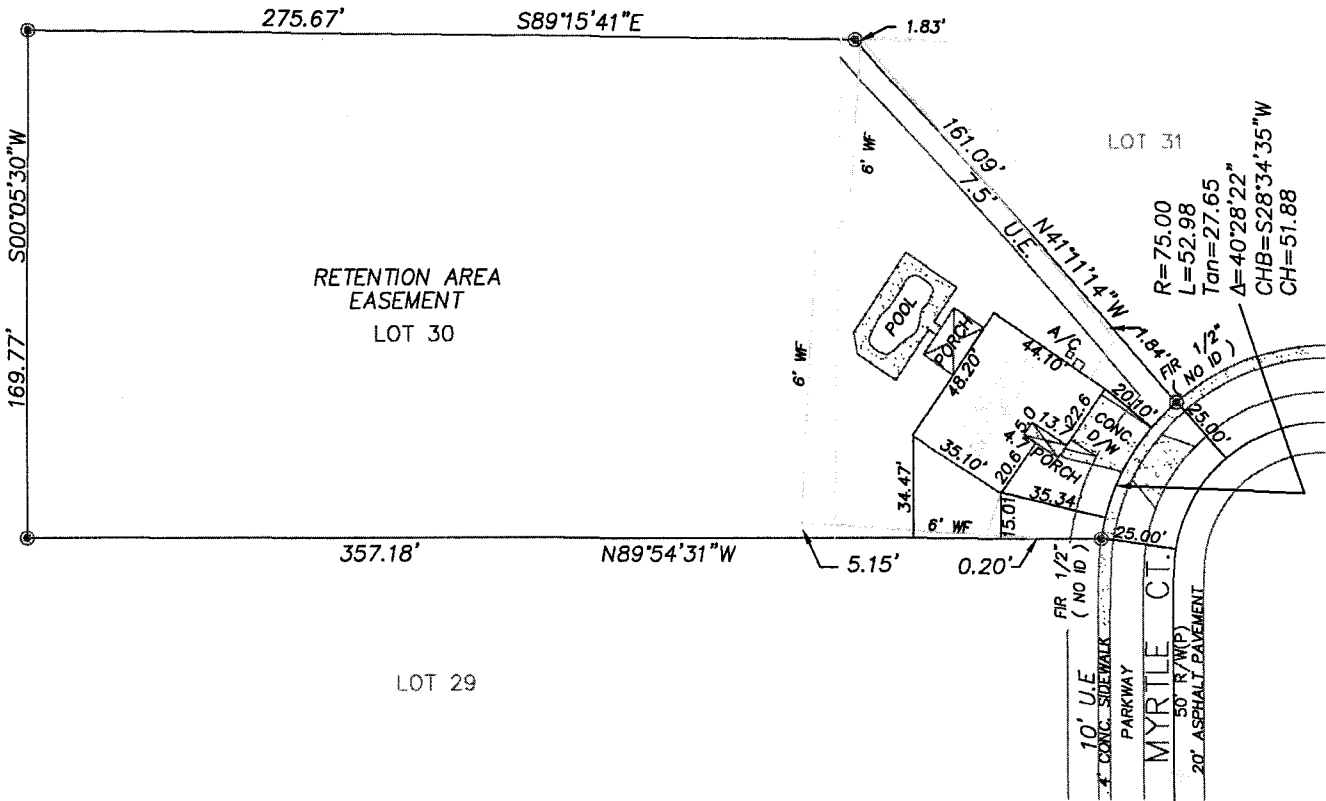 275.67'
S89°15'41"E
1.83'
S00°05'30"W
169.77'
RETENTION AREA
EASEMENT
LOT 30
6' WF
6' WF
161.09'
7.5' U.E.
N41°11'14"W
LOT 31
R=75.00
L=52.98
Tan=27.65
Δ=40°28'22"
CHB=S28°34'35"W
CH=51.88
POOL
PORCH
A/C
44.10'
48.20'
1.84'
FIR 1/2"
( NO ID )
20.10'
25.00'
22.6
13.7
5.0
4.7
CONC.
D/W
PORCH
20.6
35.10'
34.47'
35.34'
15.01'
6' WF
25.00'
357.18'
N89°54'31"W
5.15'
0.20'
FIR 1/2"
( NO ID )
LOT 29
10' U.E
4' CONC. SIDEWALK
PARKWAY
MYRTLE CT.
50' R/W(P)
20' ASPHALT PAVEMENT